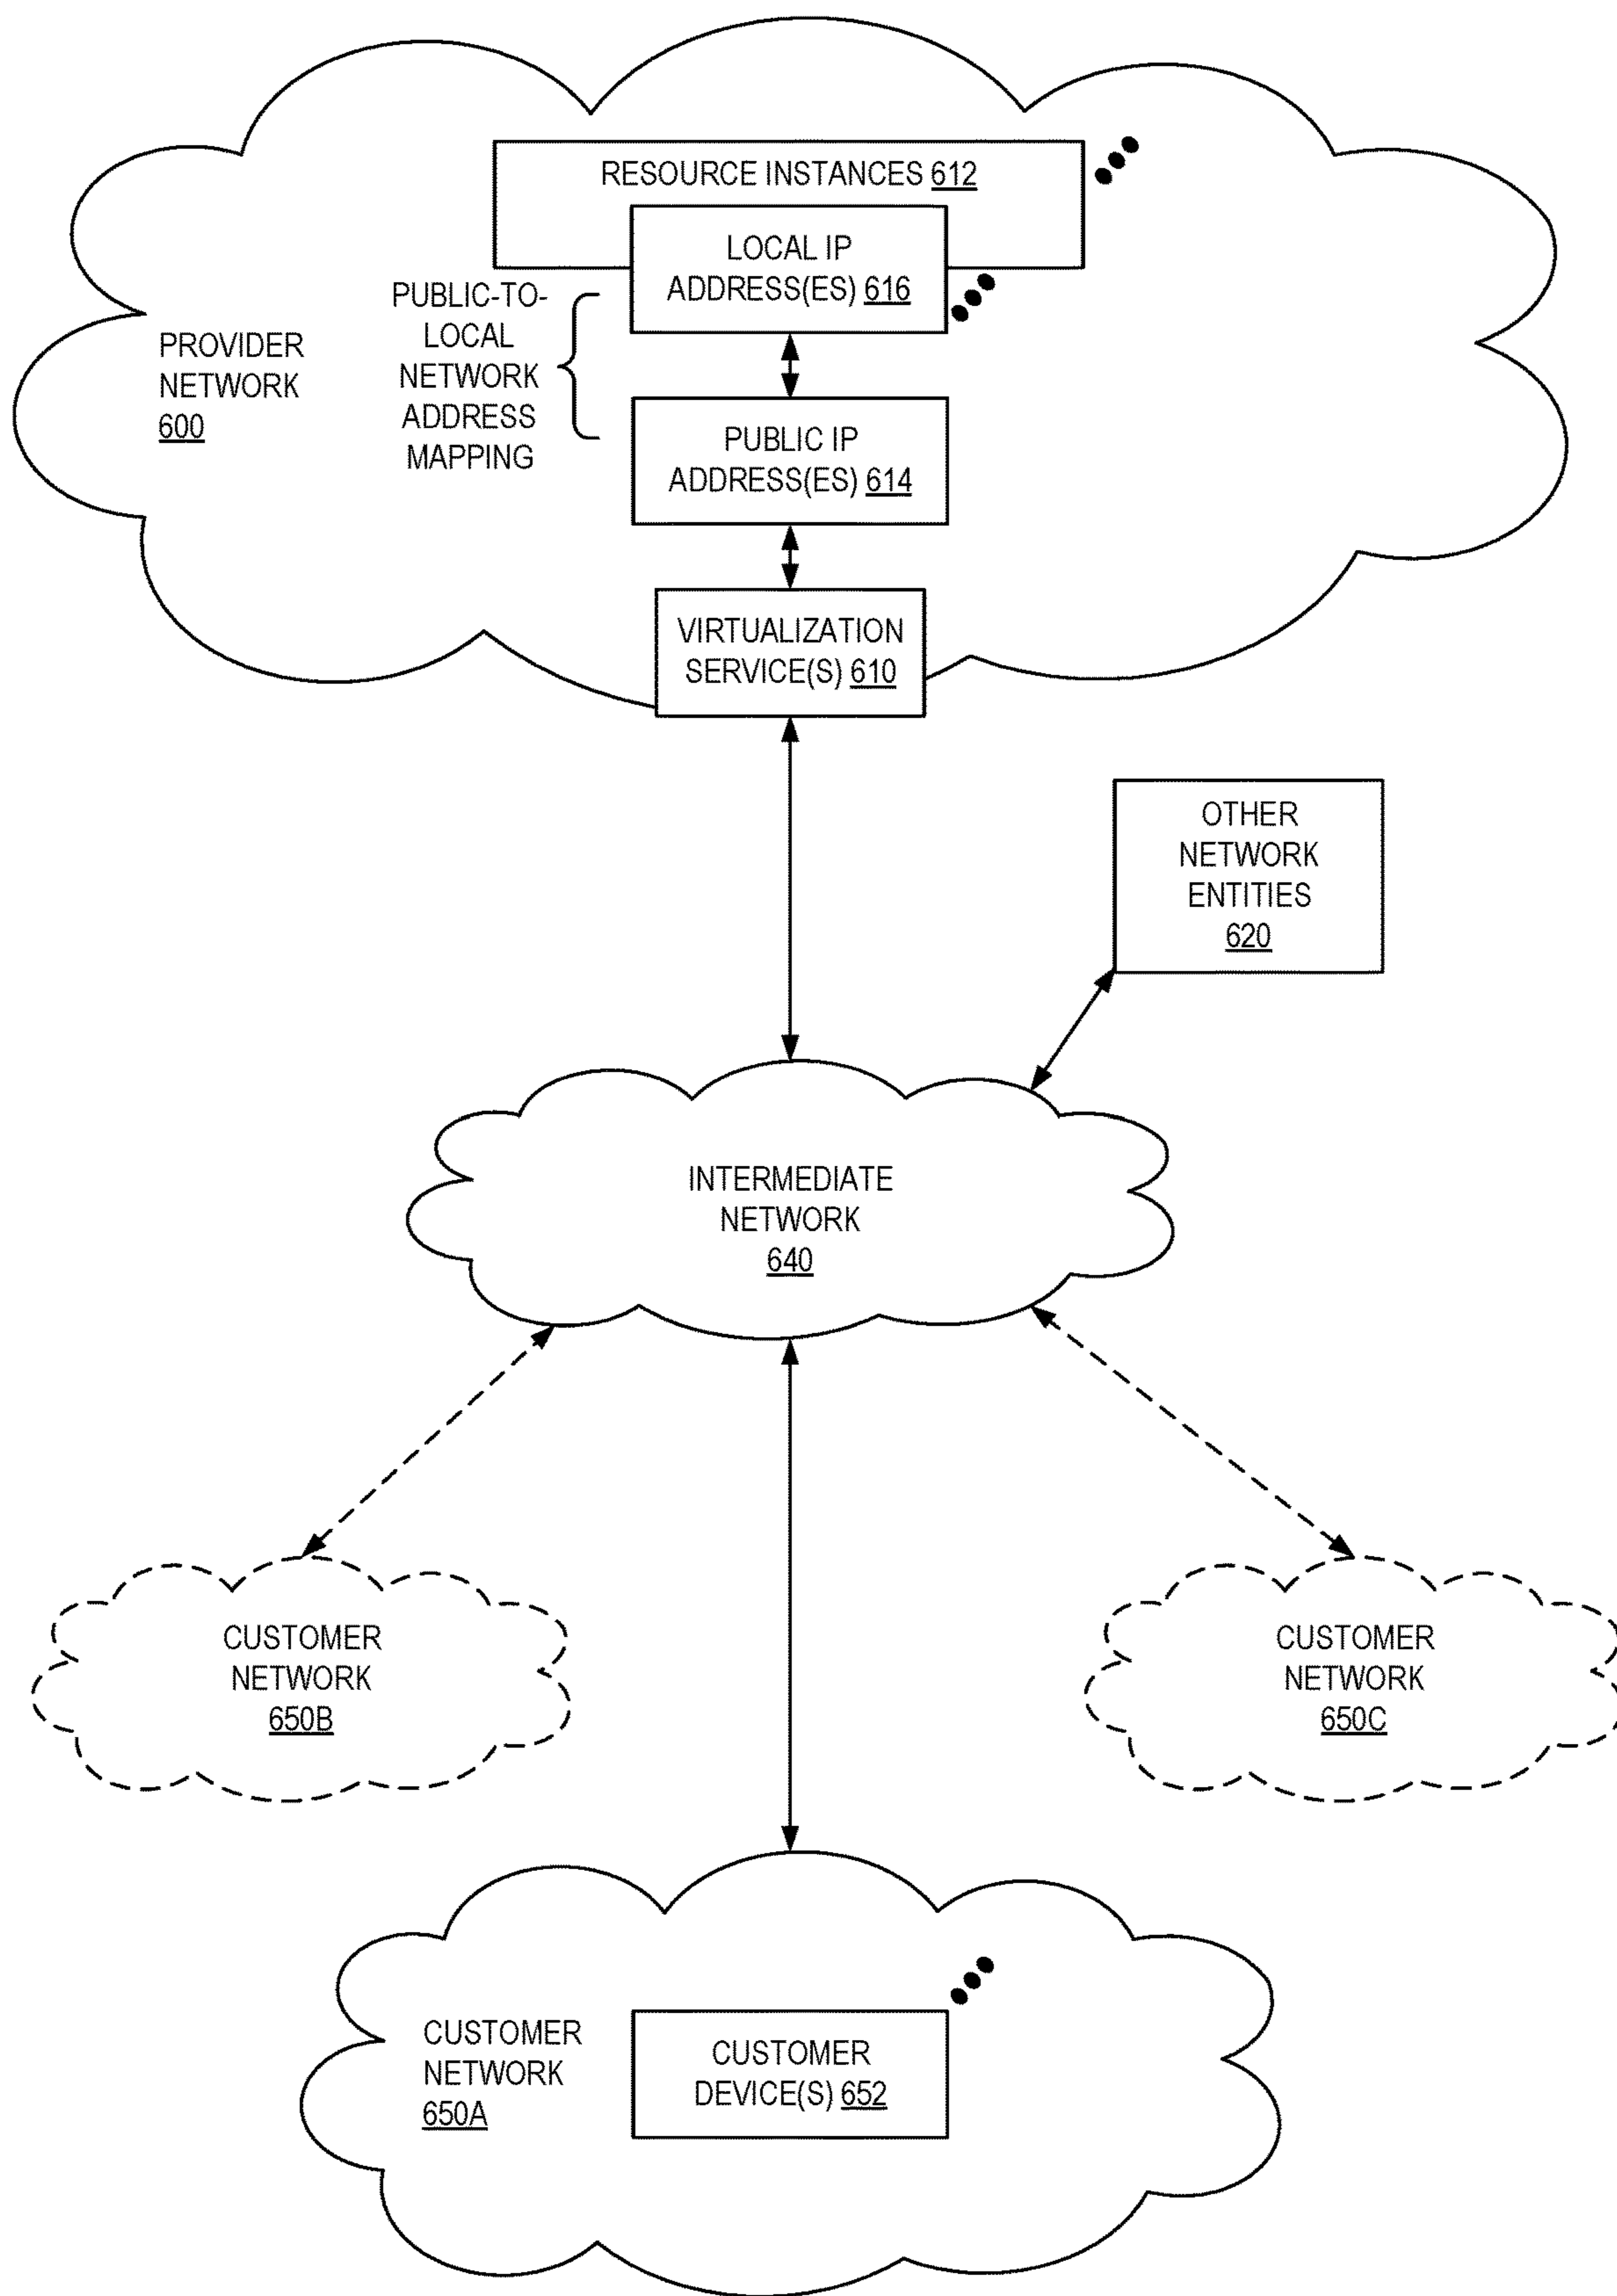 RESOURCE INSTANCES 612
LOCAL IP
ADDRESS(ES) 616
PUBLIC-TO-
LOCAL
NETWORK
ADDRESS
MAPPING
PROVIDER
NETWORK
600
PUBLIC IP
ADDRESS(ES) 614
VIRTUALIZATION
SERVICE(S) 610
OTHER
NETWORK
ENTITIES
620
INTERMEDIATE
NETWORK
640
CUSTOMER
NETWORK
650B
CUSTOMER
NETWORK
650C
CUSTOMER
NETWORK
650A
CUSTOMER
DEVICE(S) 652